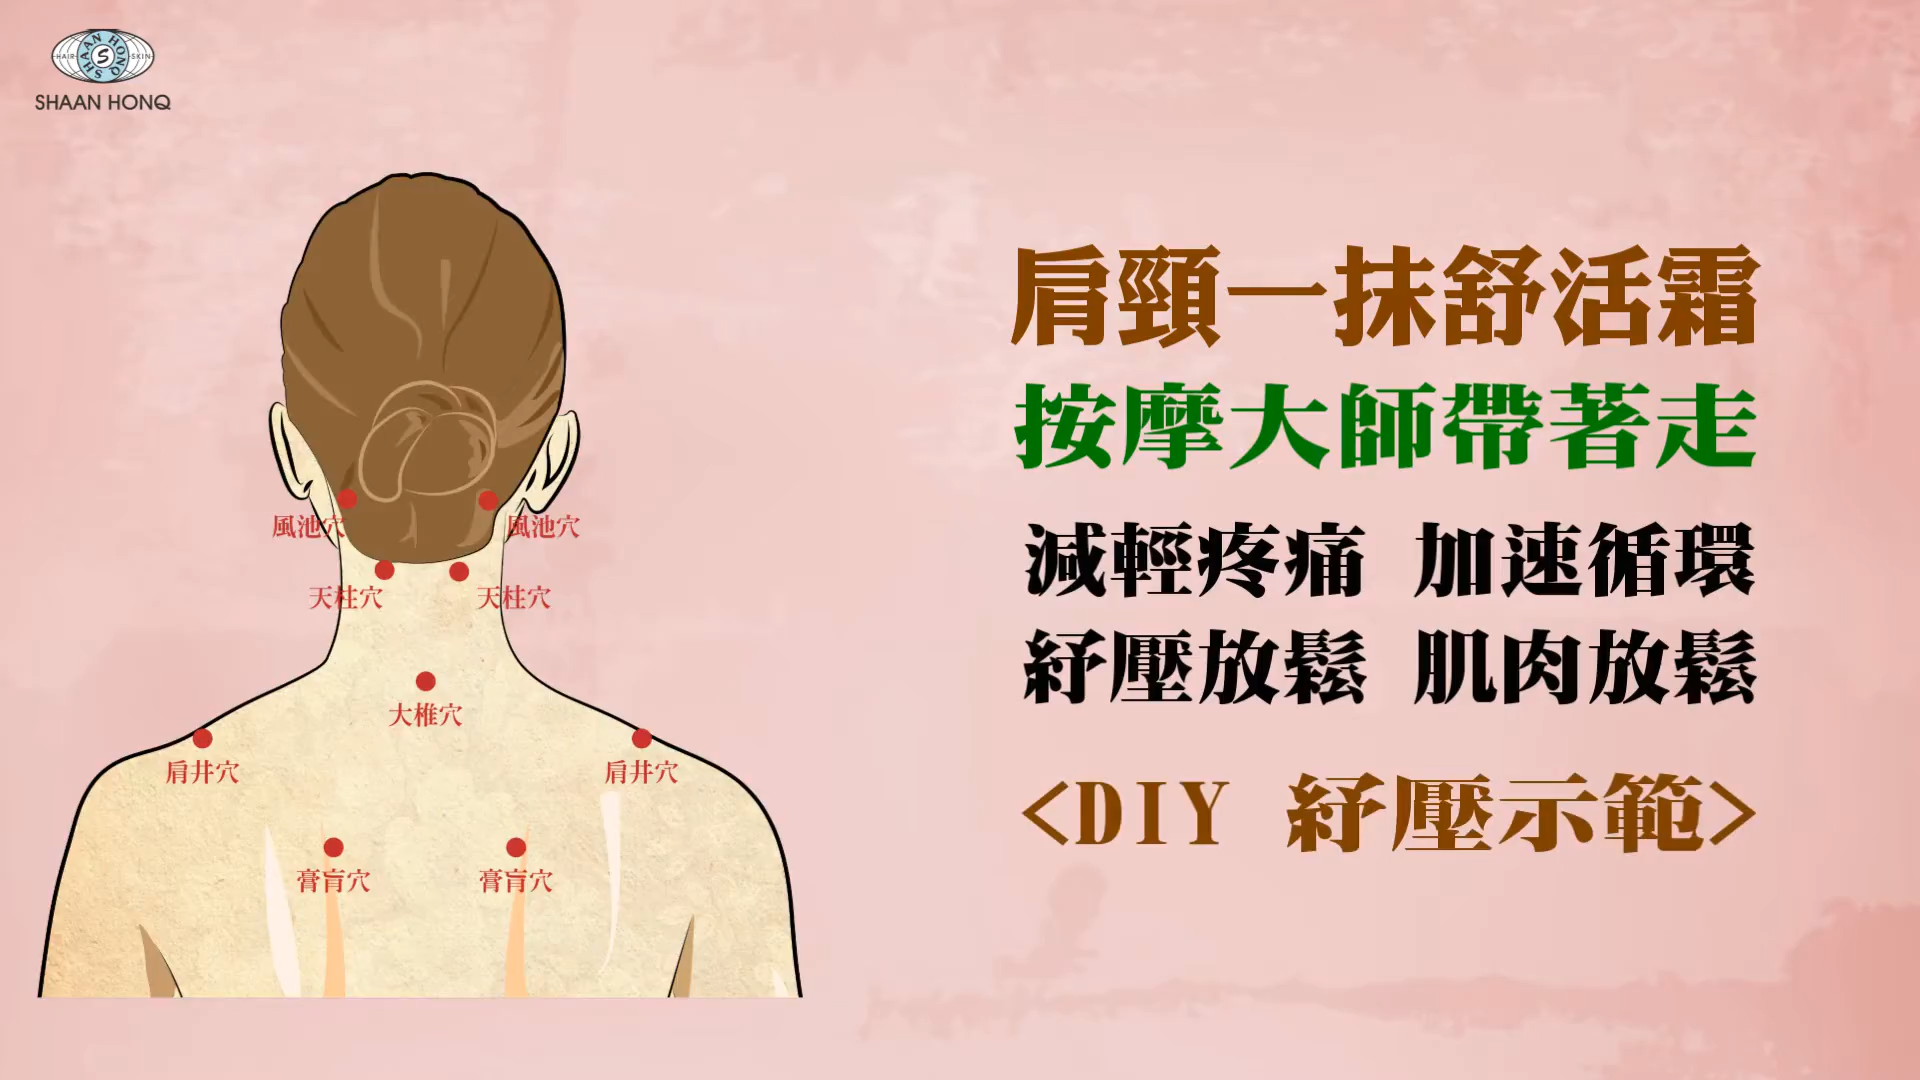 HAIR SHAAN HONQ S SKIN
SHAAN HONQ
肩頸一抹舒活霜
按摩大師帶著走
減輕疼痛 加速循環
紓壓放鬆 肌肉放鬆
<DIY 紓壓示範>
風池穴 風池穴
天柱穴 天柱穴
大椎穴
肩井穴 肩井穴
膏肓穴 膏肓穴